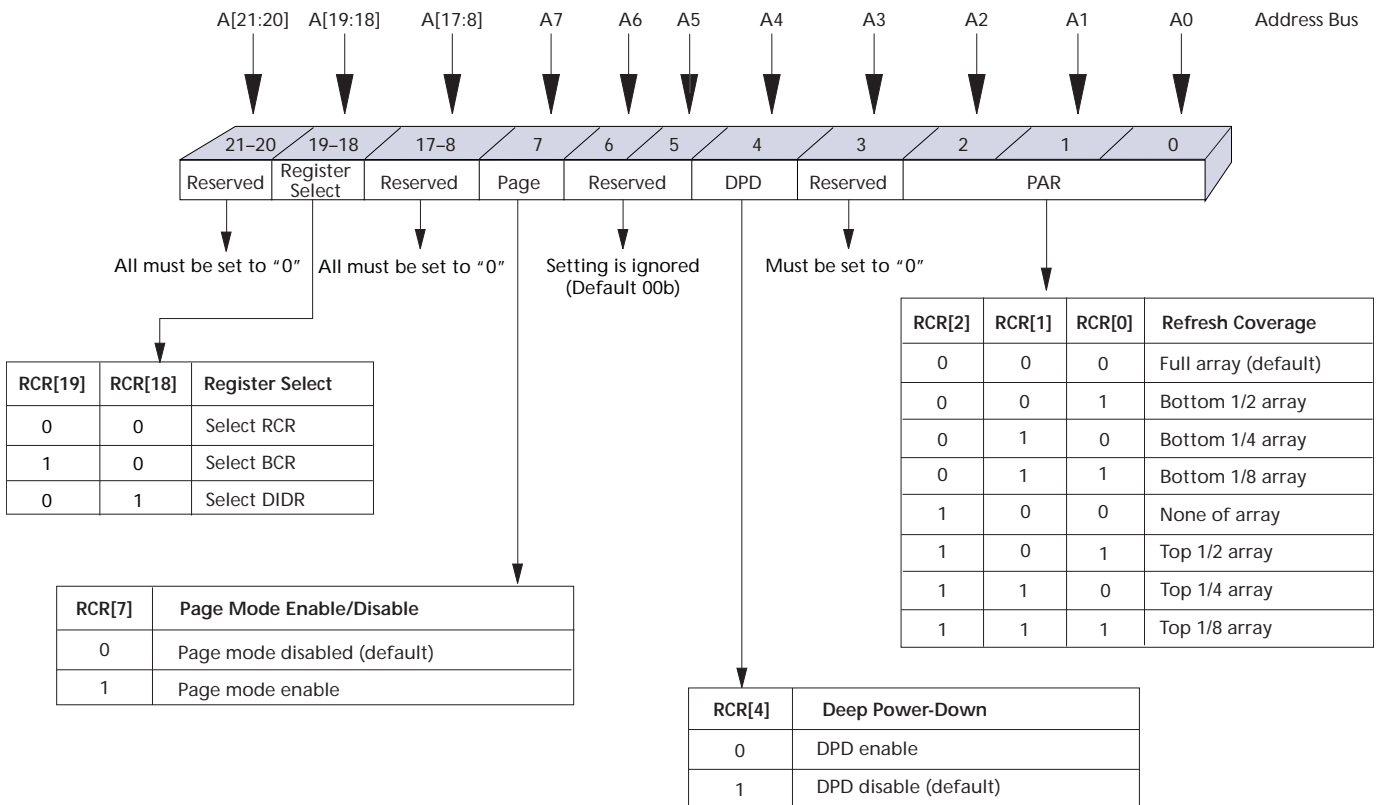 A[21:20] A[19:18] A[17:8] A7 A6 A5 A4 A3 A2 A1 A0 Address Bus
21–20 19–18 17–8 7 6 5 4 3 2 1 0
Reserved Register Select Reserved Page Reserved DPD Reserved PAR
All must be set to “0” All must be set to “0” Setting is ignored (Default 00b) Must be set to “0”
RCR[2] RCR[1] RCR[0] Refresh Coverage
0 0 0 Full array (default)
0 0 1 Bottom 1/2 array
0 1 0 Bottom 1/4 array
0 1 1 Bottom 1/8 array
1 0 0 None of array
1 0 1 Top 1/2 array
1 1 0 Top 1/4 array
1 1 1 Top 1/8 array
RCR[19] RCR[18] Register Select
0 0 Select RCR
1 0 Select BCR
0 1 Select DIDR
RCR[7] Page Mode Enable/Disable
0 Page mode disabled (default)
1 Page mode enable
RCR[4] Deep Power-Down
0 DPD enable
1 DPD disable (default)